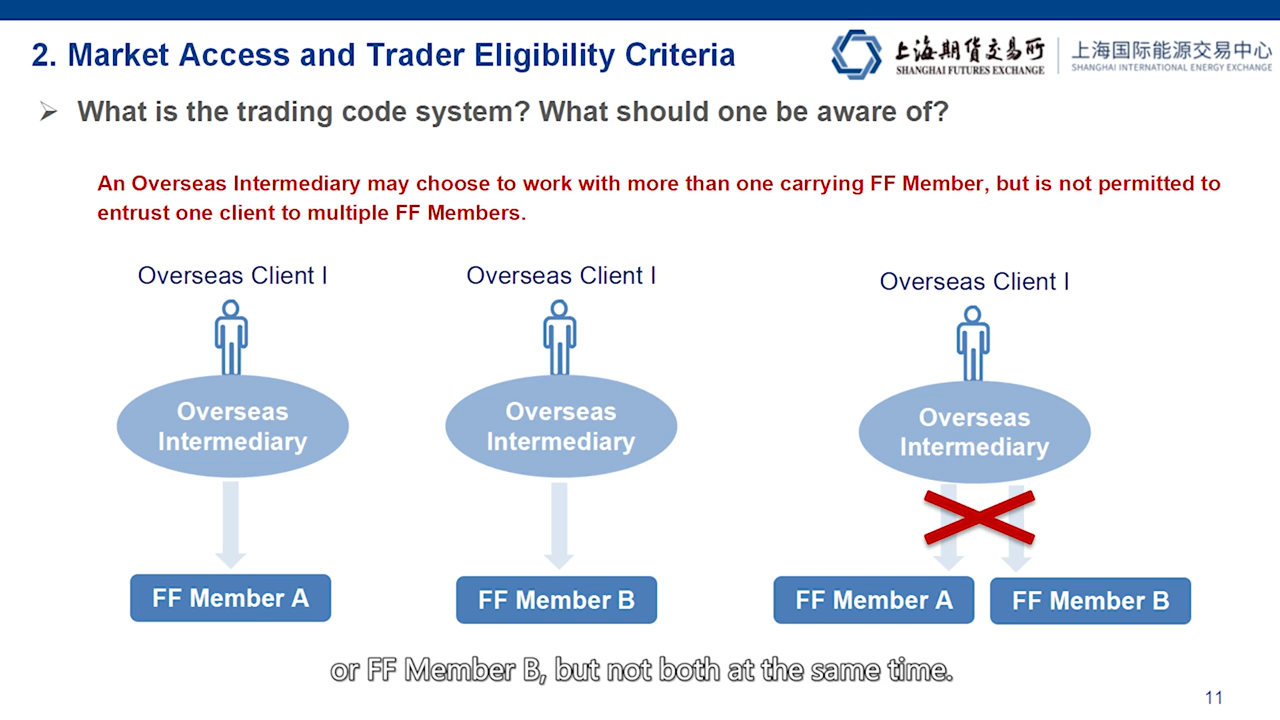 2. Market Access and Trader Eligibility Criteria
上海期货交易所
SHANGHAI FUTURES EXCHANGE
上海国际能源交易中心
SHANGHAI INTERNATIONAL ENERGY EXCHANGE
➢ What is the trading code system? What should one be aware of?
An Overseas Intermediary may choose to work with more than one carrying FF Member, but is not permitted to
entrust one client to multiple FF Members.
Overseas Client I
Overseas
Intermediary
FF Member A
Overseas Client I
Overseas
Intermediary
FF Member B
Overseas Client I
Overseas
Intermediary
FF Member A
FF Member B
or FF Member B, but not both at the same time.
11